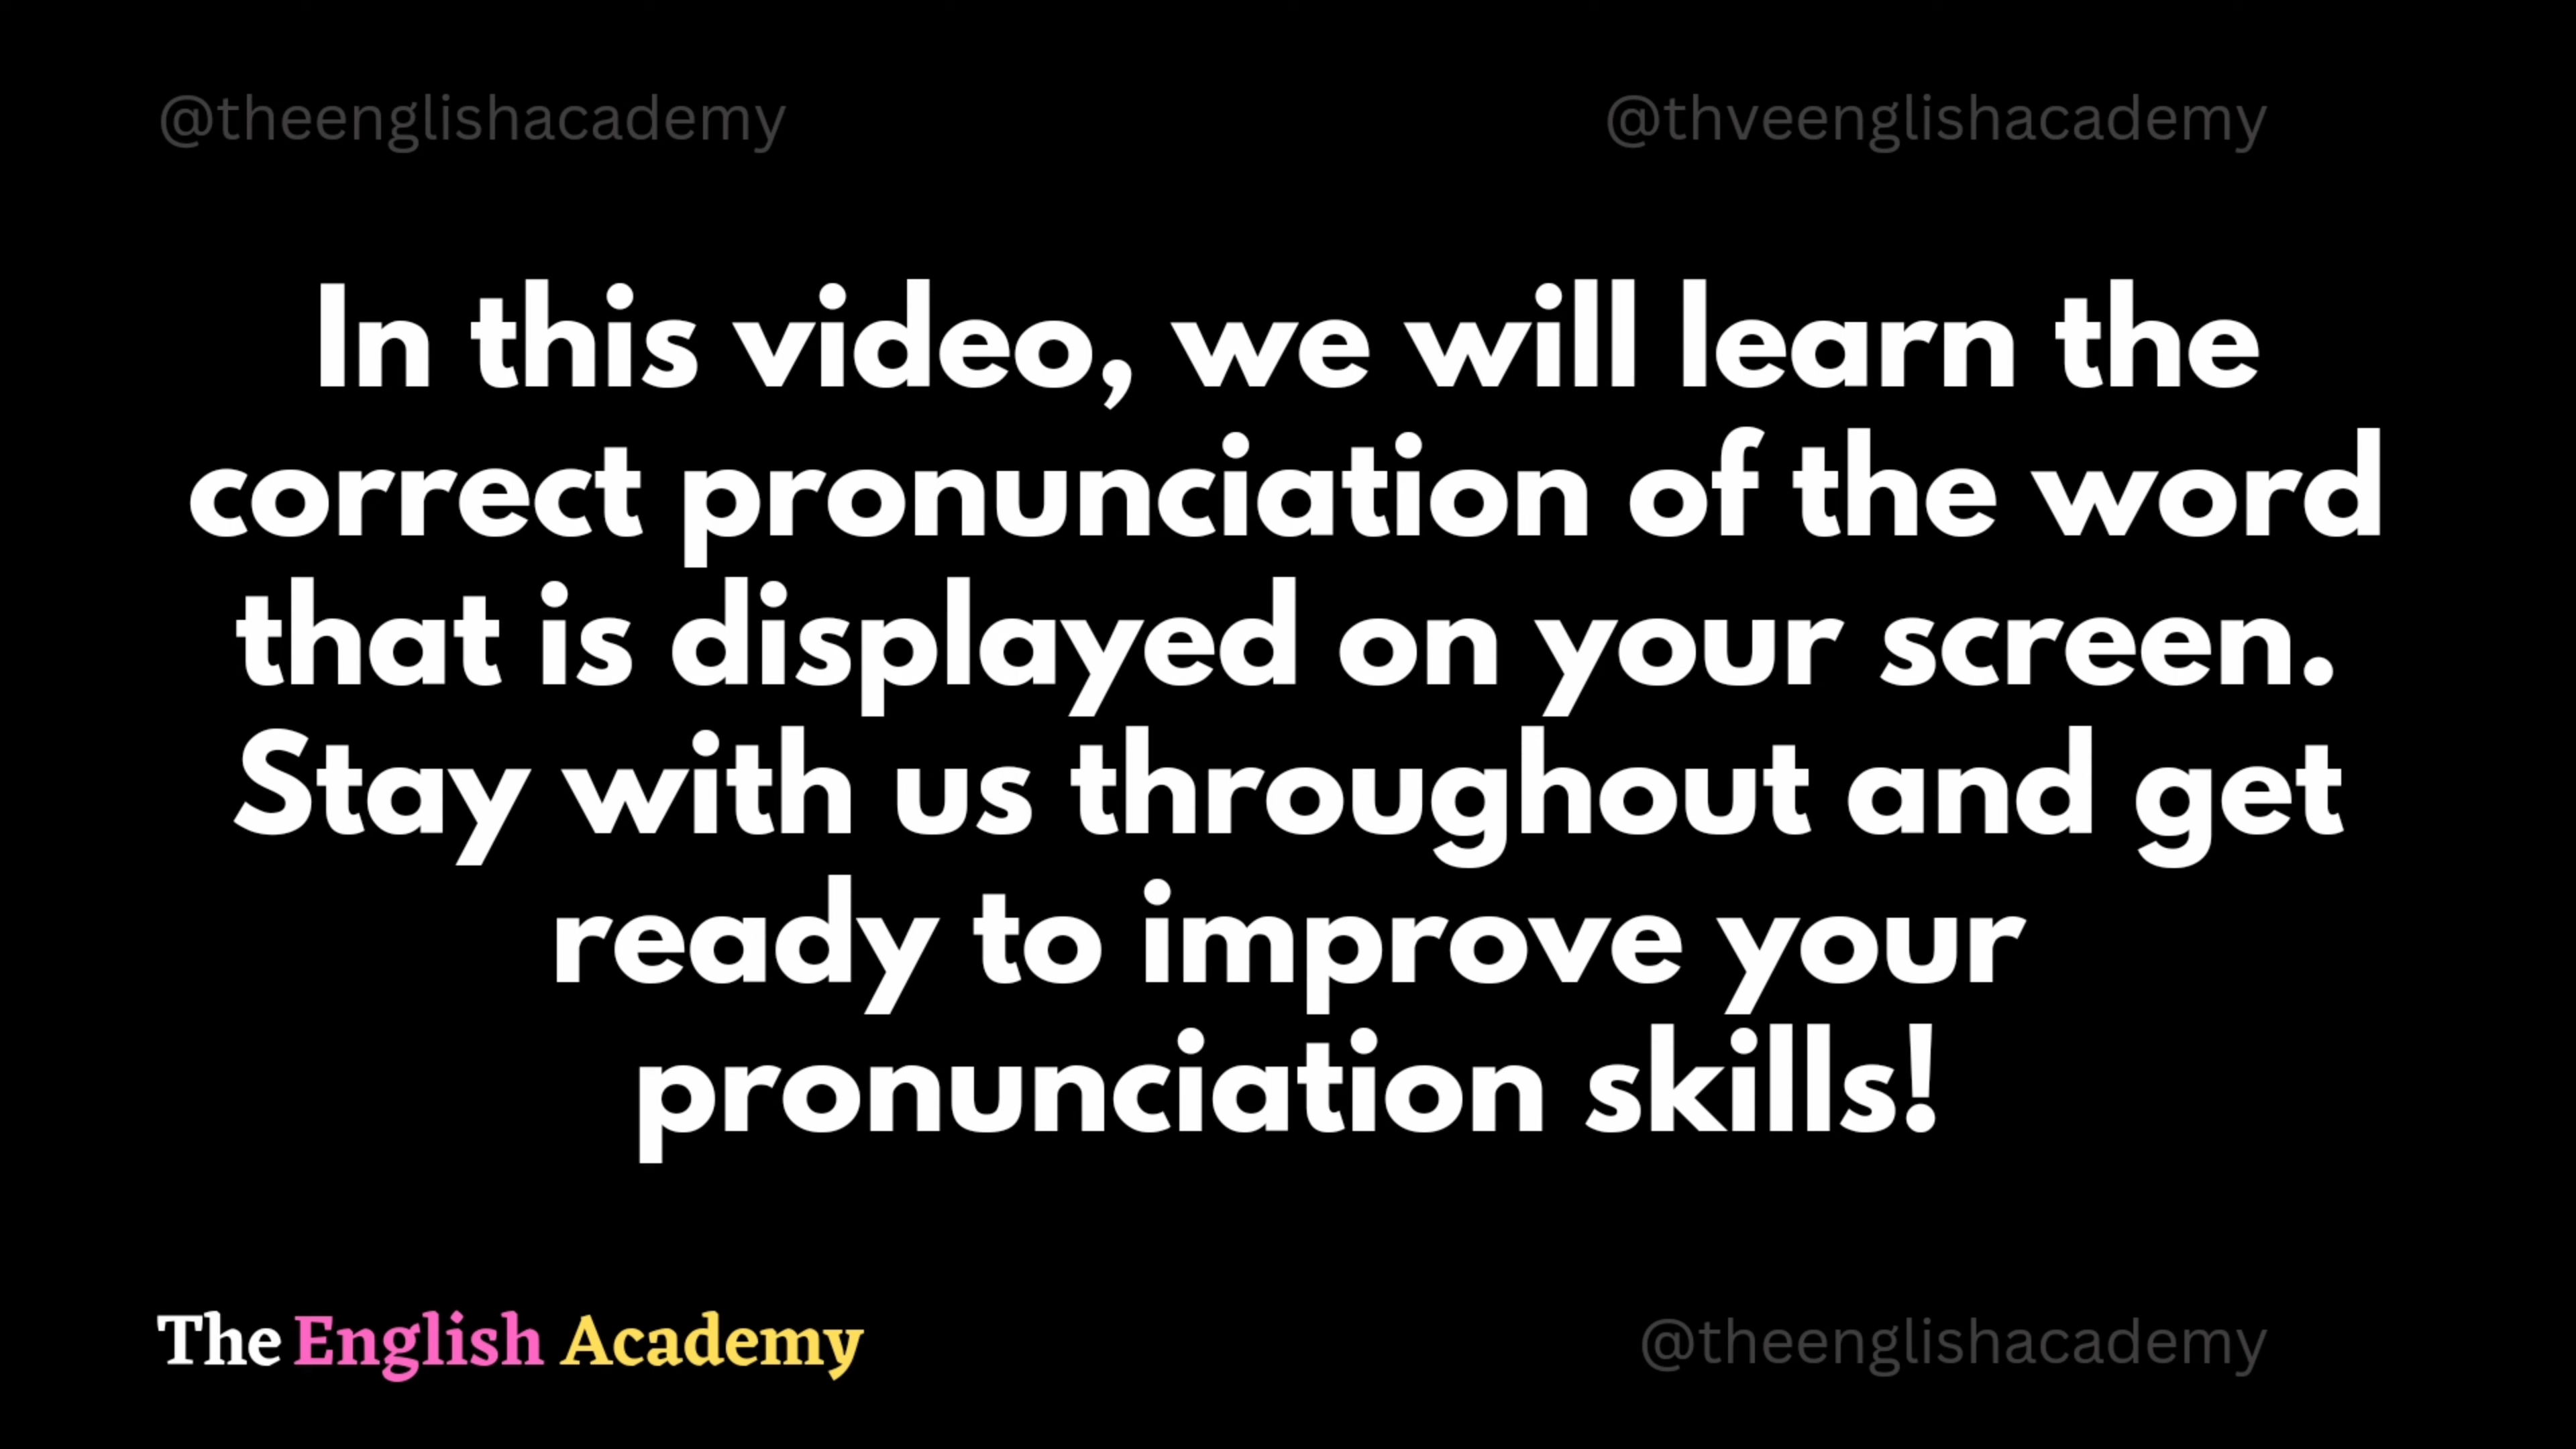 @theenglishacademy
@thveenglishacademy
In this video, we will learn the
correct pronunciation of the word
that is displayed on your screen.
Stay with us throughout and get
ready to improve your
pronunciation skills!
The English Academy
@theenglishacademy